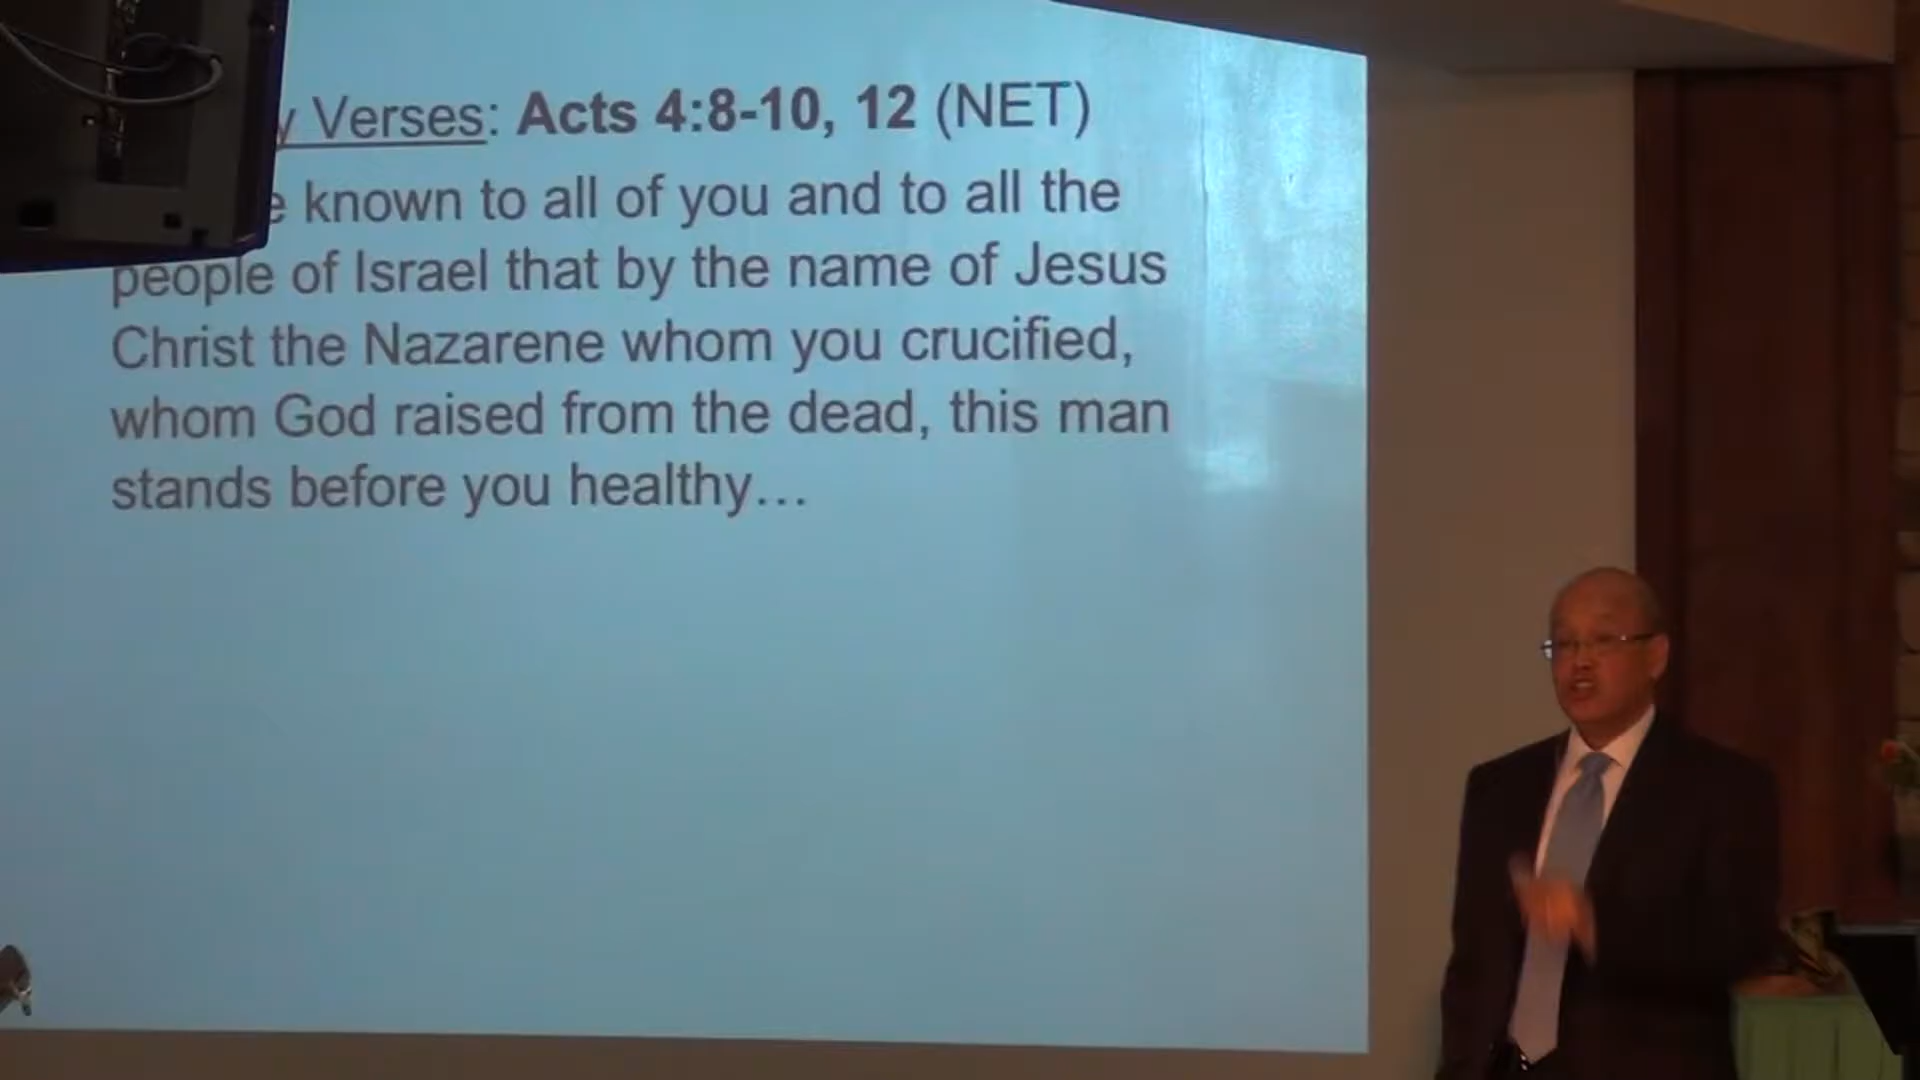 Verses: Acts 4:8-10, 12 (NET)
known to all of you and to all the
people of Israel that by the name of Jesus
Christ the Nazarene whom you crucified,
whom God raised from the dead, this man
stands before you healthy…